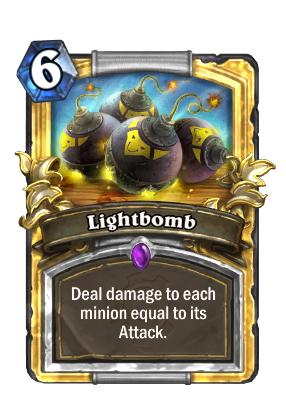 6
Lightbomb
Deal damage to each
minion equal to its
Attack.